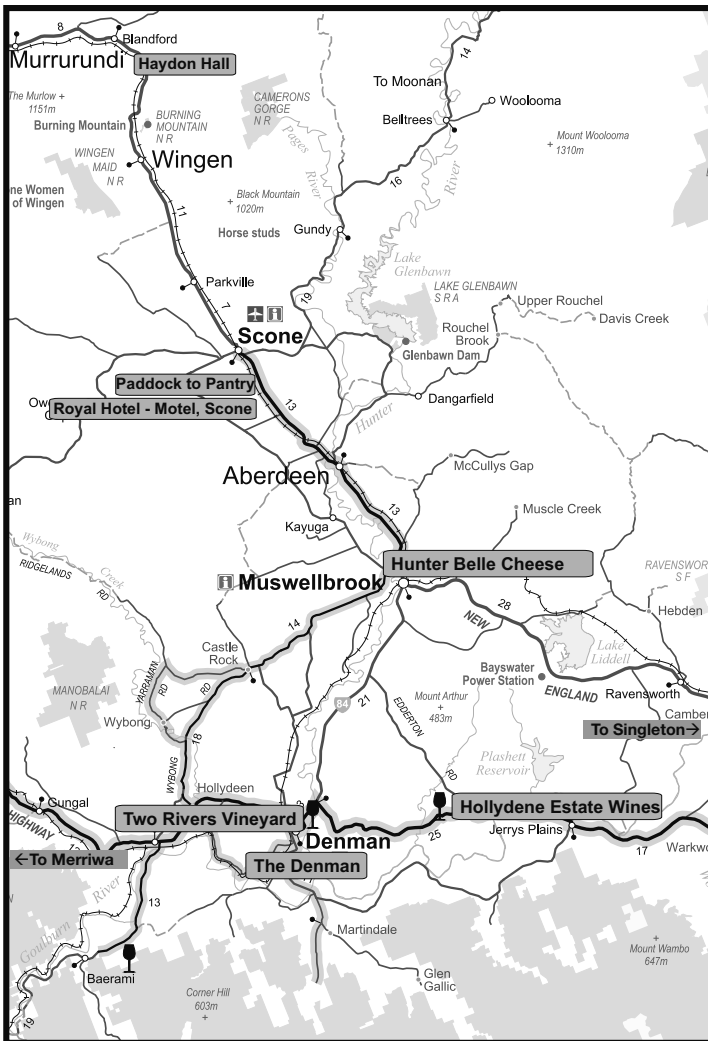 8
Blandford
Murrurundi
Haydon Hall
14
To Moonan
The Murlow +
1151m
CAMERONS
GORGE
N R
Woolooma
Burning Mountain
BURNING
MOUNTAIN
N R
Belltrees
Pages
River
Mount Woolooma
+ 1310m
WINGEN
MAID
N R
Wingen
River
16
one Women
of Wingen
Black Mountain
+ 1020m
11
Horse studs
Gundy
Lake
Glenbawn
Parkville
LAKE GLENBAWN
S R A
19
Upper Rouchel
7
Davis Creek
Scone
Rouchel
Brook
Glenbawn Dam
Paddock to Pantry
13
Dangarfield
Ow
Royal Hotel - Motel, Scone
Hunter
Aberdeen
McCullys Gap
13
an
Muscle Creek
Kayuga
Wybong
Creek
RIDGELANDS
RD
Hunter Belle Cheese
RAVENSWOR
S F
Muswellbrook
28
NEW
Hebden
14
Castle
Rock
Lake
Liddell
YARRAMAN
RD
RD
Bayswater
Power Station
ENGLAND
MANOBALAI
N R
84
21
EDDERTON
RD
Mount Arthur
+ 483m
Ravensworth
Camber
Wybong
18
To Singleton→
WYBONG
Plashett
Reservoir
Hollydeen
Gungal
HIGHWAY
Two Rivers Vineyard
Hollydene Estate Wines
Denman
25
Jerrys Plains
17
Warkwo
←To Merriwa
The Denman
River
Goulburn
13
Martindale
Baerami
Mount Wambo
647m
Glen
Gallic
Corner Hill
603m
+
19